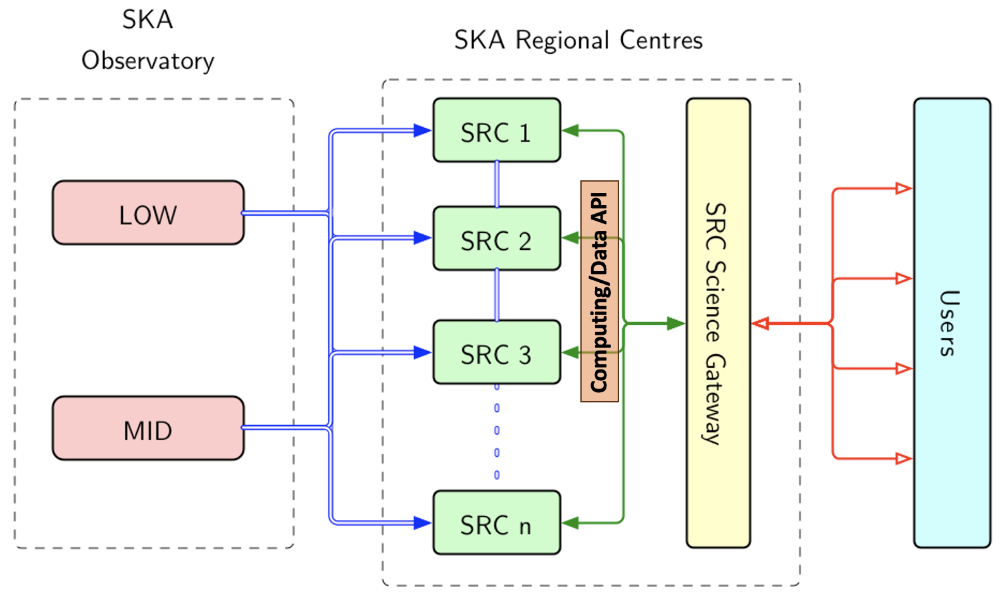 SKA
Observatory
SKA Regional Centres
LOW
MID
SRC 1
SRC 2
SRC 3
SRC n
Computing/Data API
SRC Science Gateway
Users